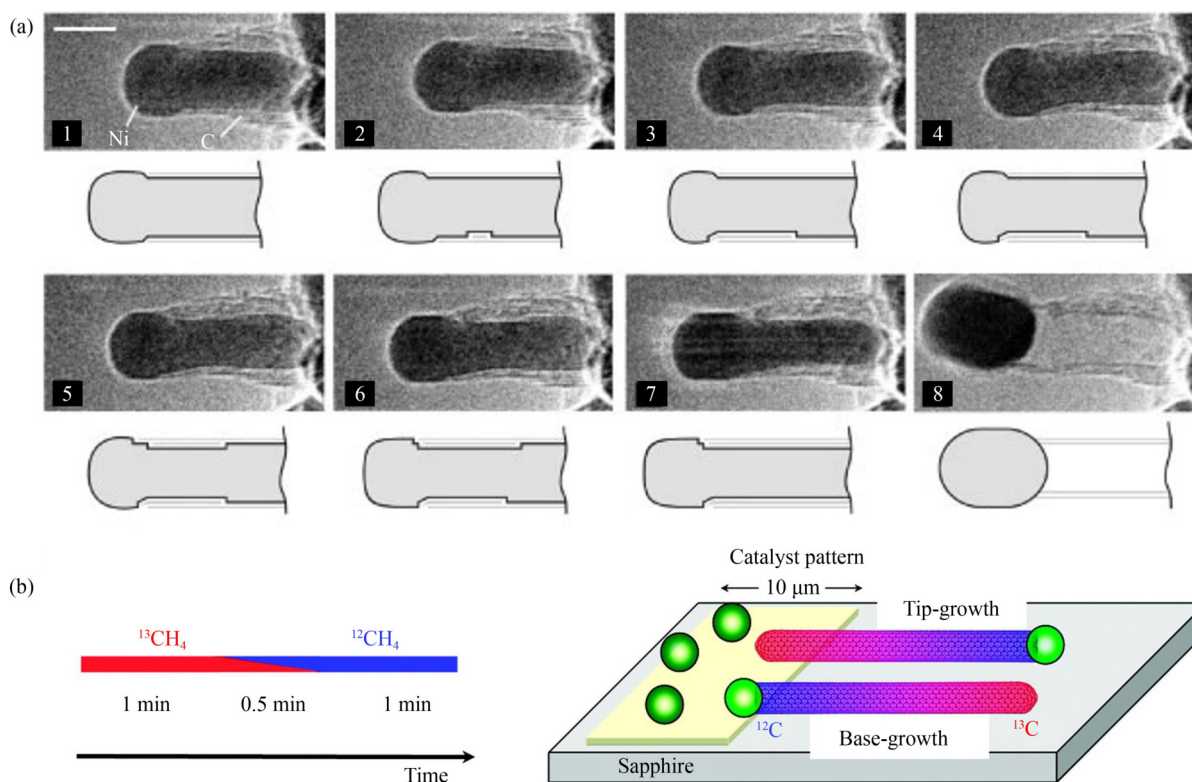 (a)
1
Ni
C
2
3
4
5
6
7
8
(b)
¹³CH₄
¹²CH₄
1 min
0.5 min
1 min
Time
Catalyst pattern
10 μm
Tip-growth
¹²C
¹³C
Base-growth
Sapphire